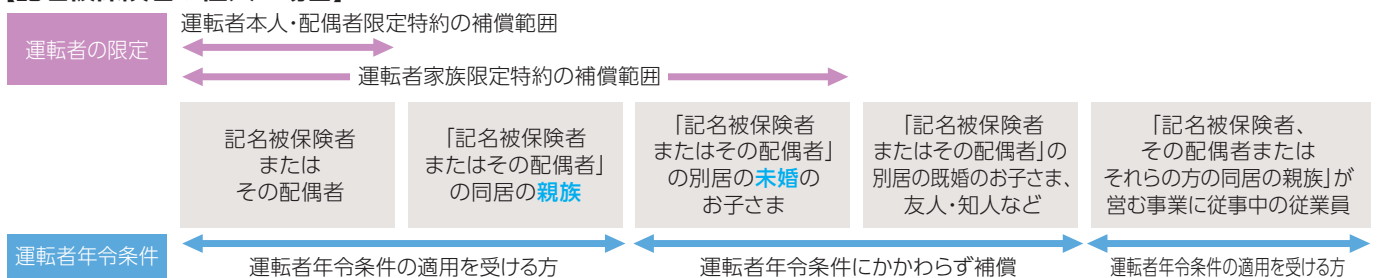 運転者本人・配偶者限定特約の補償範囲
運転者の限定
運転者家族限定特約の補償範囲
記名被保険者
または
その配偶者
「記名被保険者
またはその配偶者」
の同居の親族
「記名被保険者
またはその配偶者」
の別居の未婚の
お子さま
「記名被保険者
またはその配偶者」の
別居の既婚のお子さま、
友人・知人など
「記名被保険者、
その配偶者または
それらの方の同居の親族」が
営む事業に従事中の従業員
運転者年令条件
運転者年令条件の適用を受ける方
運転者年令条件にかかわらず補償
運転者年令条件の適用を受ける方